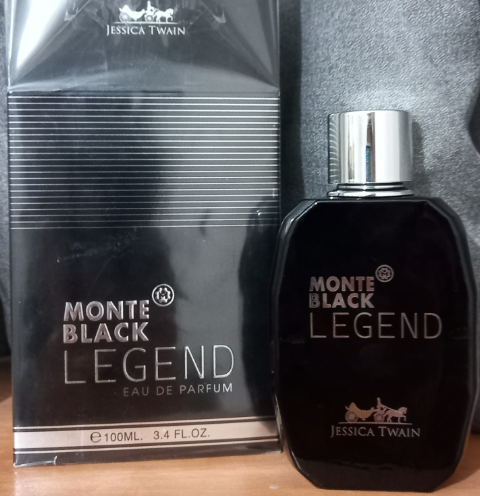 JESSICA TWAIN
MONTE
BLACK
LEGEND
EAU DE PARFUM
℮100ML. 3.4 FL.OZ.
MONTE
BLACK
LEGEND
JESSICA TWAIN